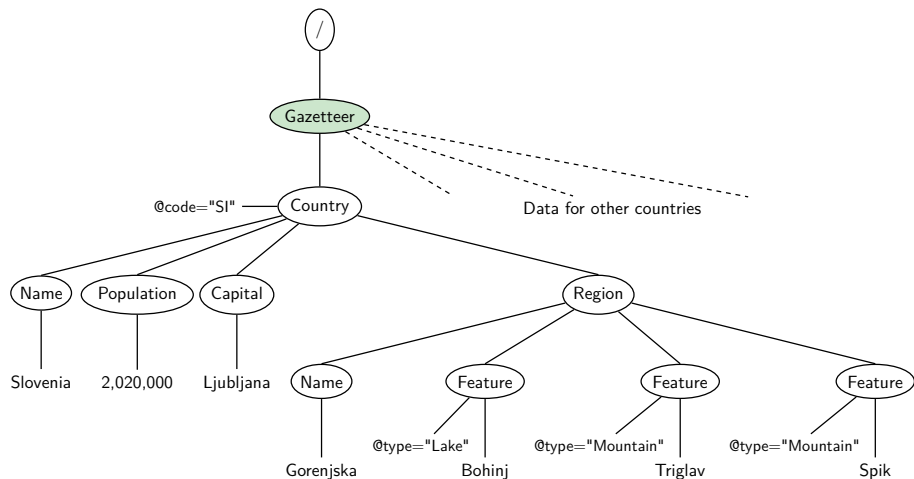 /
Gazetteer
@code="SI" Country
Data for other countries
Name Population Capital Region
Slovenia 2,020,000 Ljubljana Name Feature Feature Feature
@type="Lake" @type="Mountain" @type="Mountain"
Gorenjska Bohinj Triglav Spik